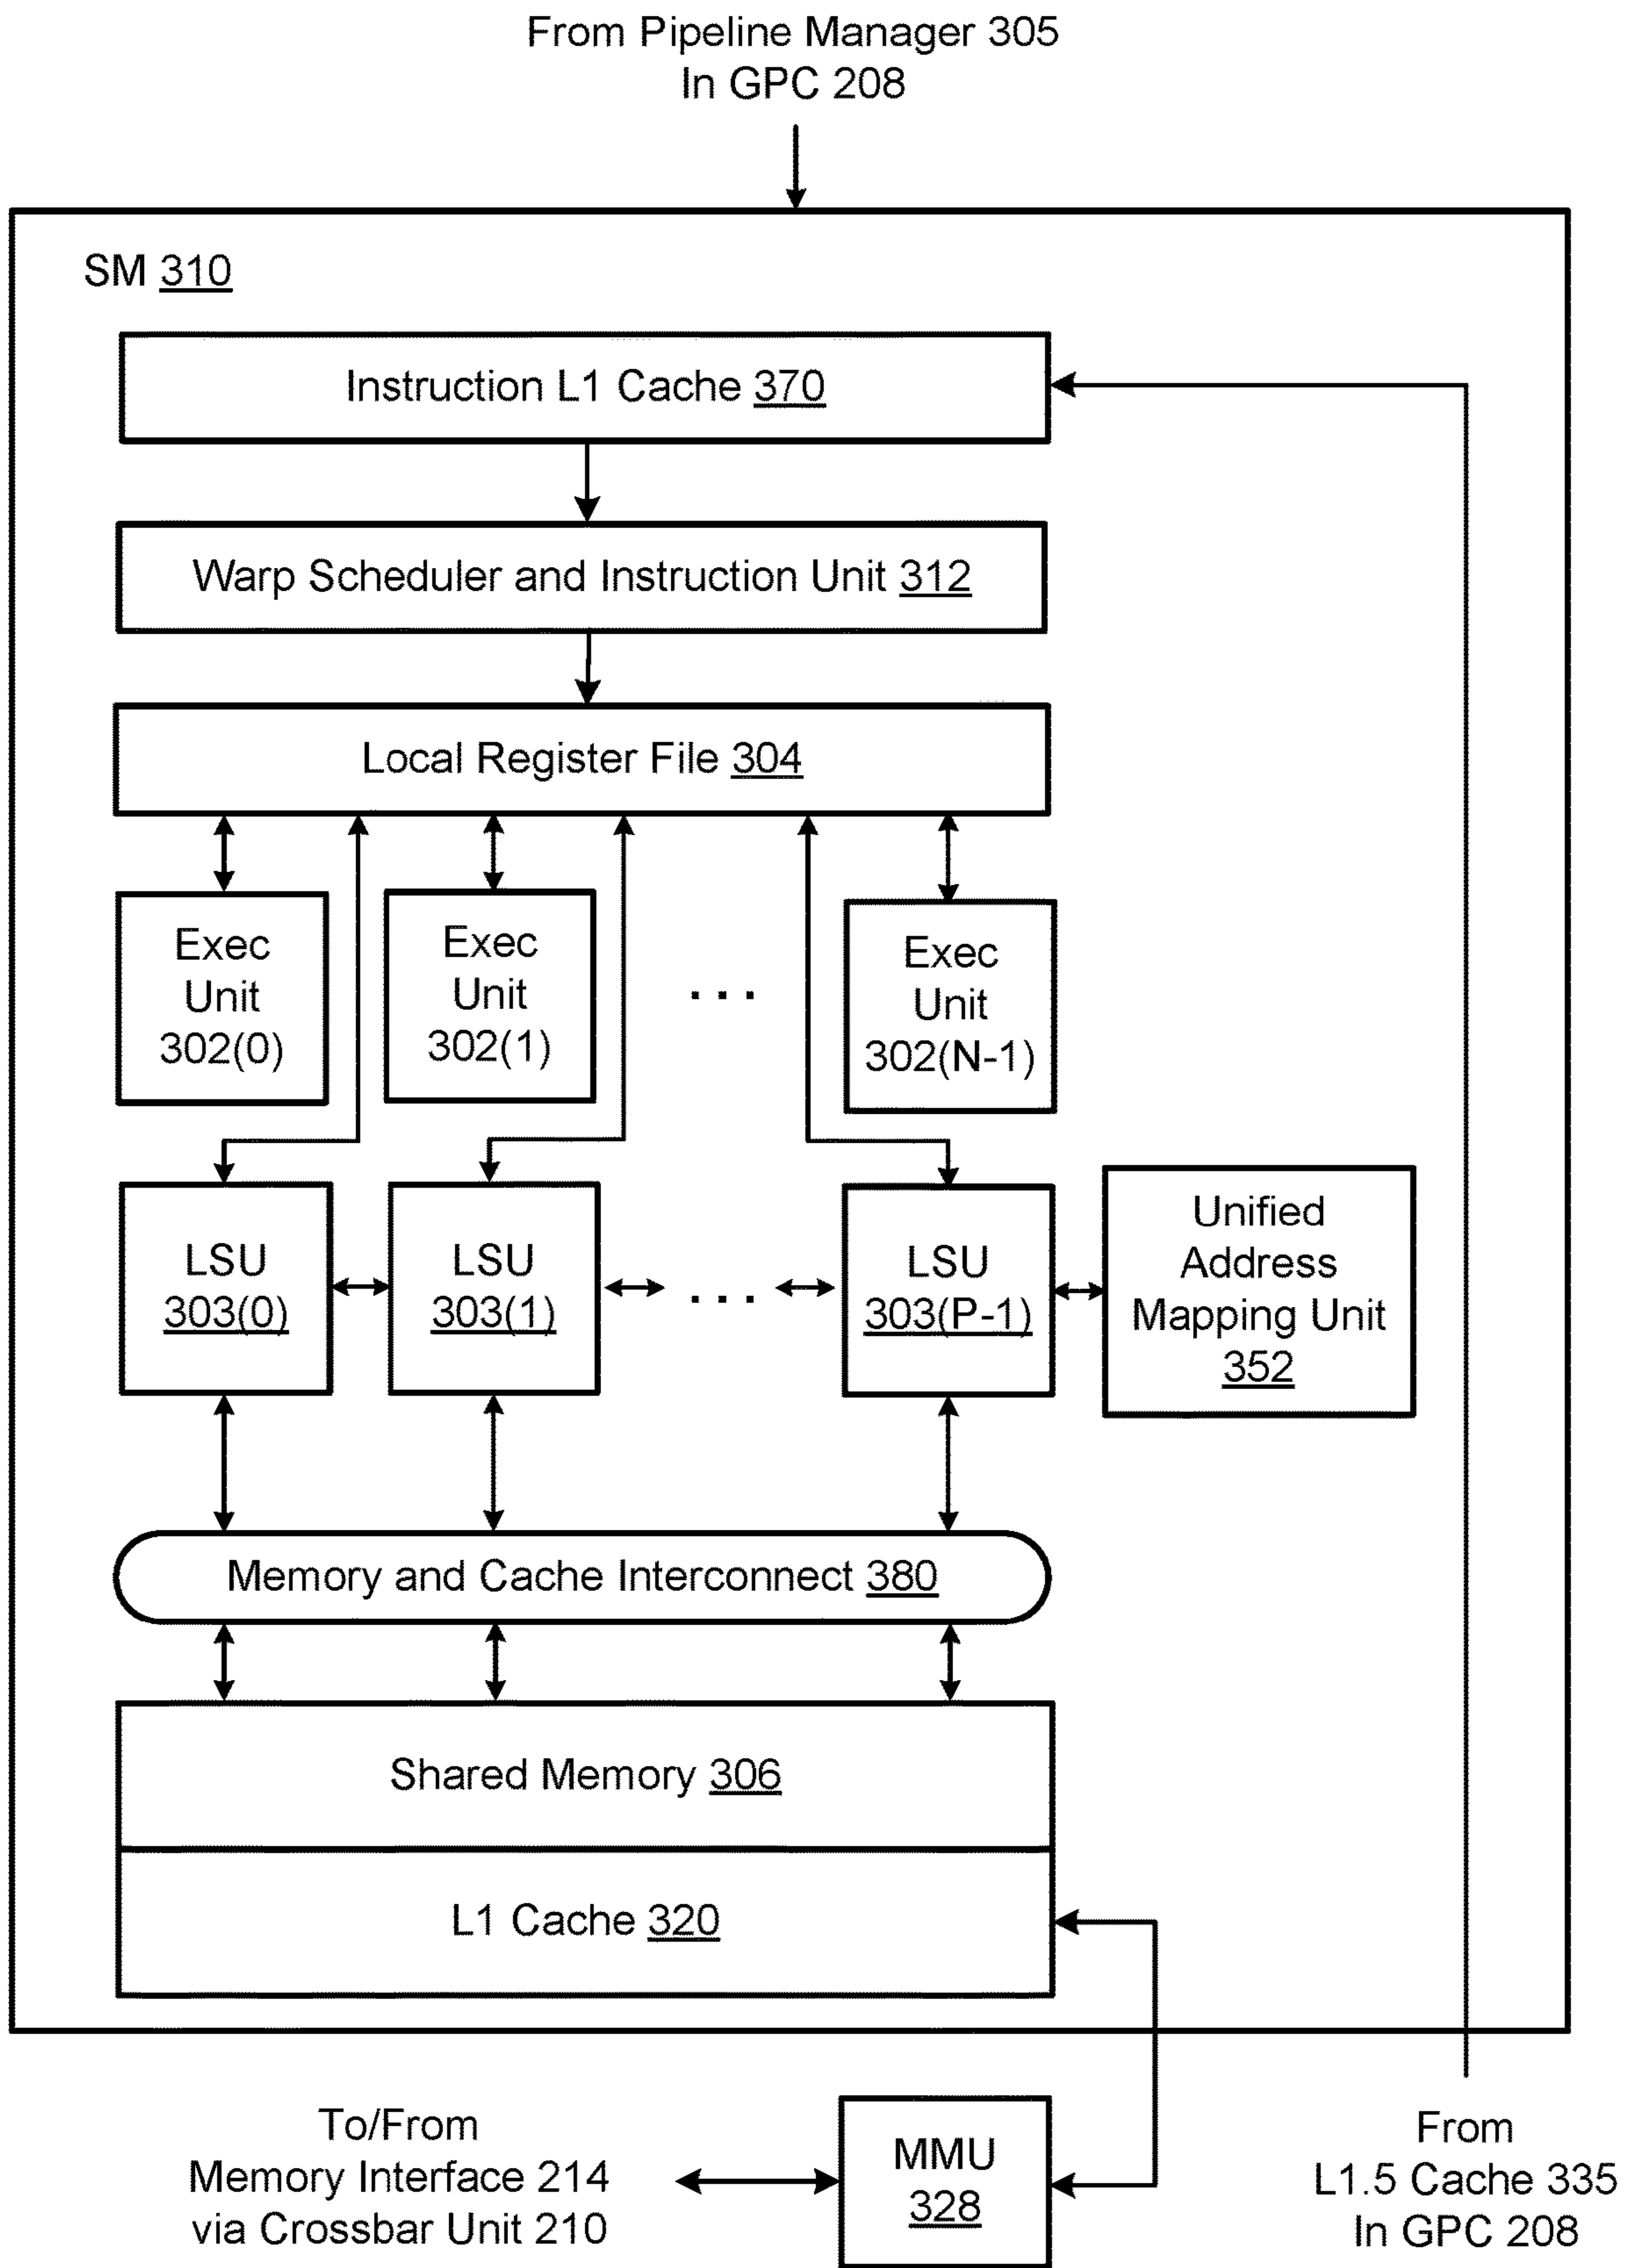 From Pipeline Manager 305
In GPC 208
SM 310
Instruction L1 Cache 370
Warp Scheduler and Instruction Unit 312
Local Register File 304
Exec
Unit
302(0)
Exec
Unit
302(1)
. . .
Exec
Unit
302(N-1)
LSU
303(0)
LSU
303(1)
. . .
LSU
303(P-1)
Unified
Address
Mapping Unit
352
Memory and Cache Interconnect 380
Shared Memory 306
L1 Cache 320
To/From
Memory Interface 214
via Crossbar Unit 210
MMU
328
From
L1.5 Cache 335
In GPC 208